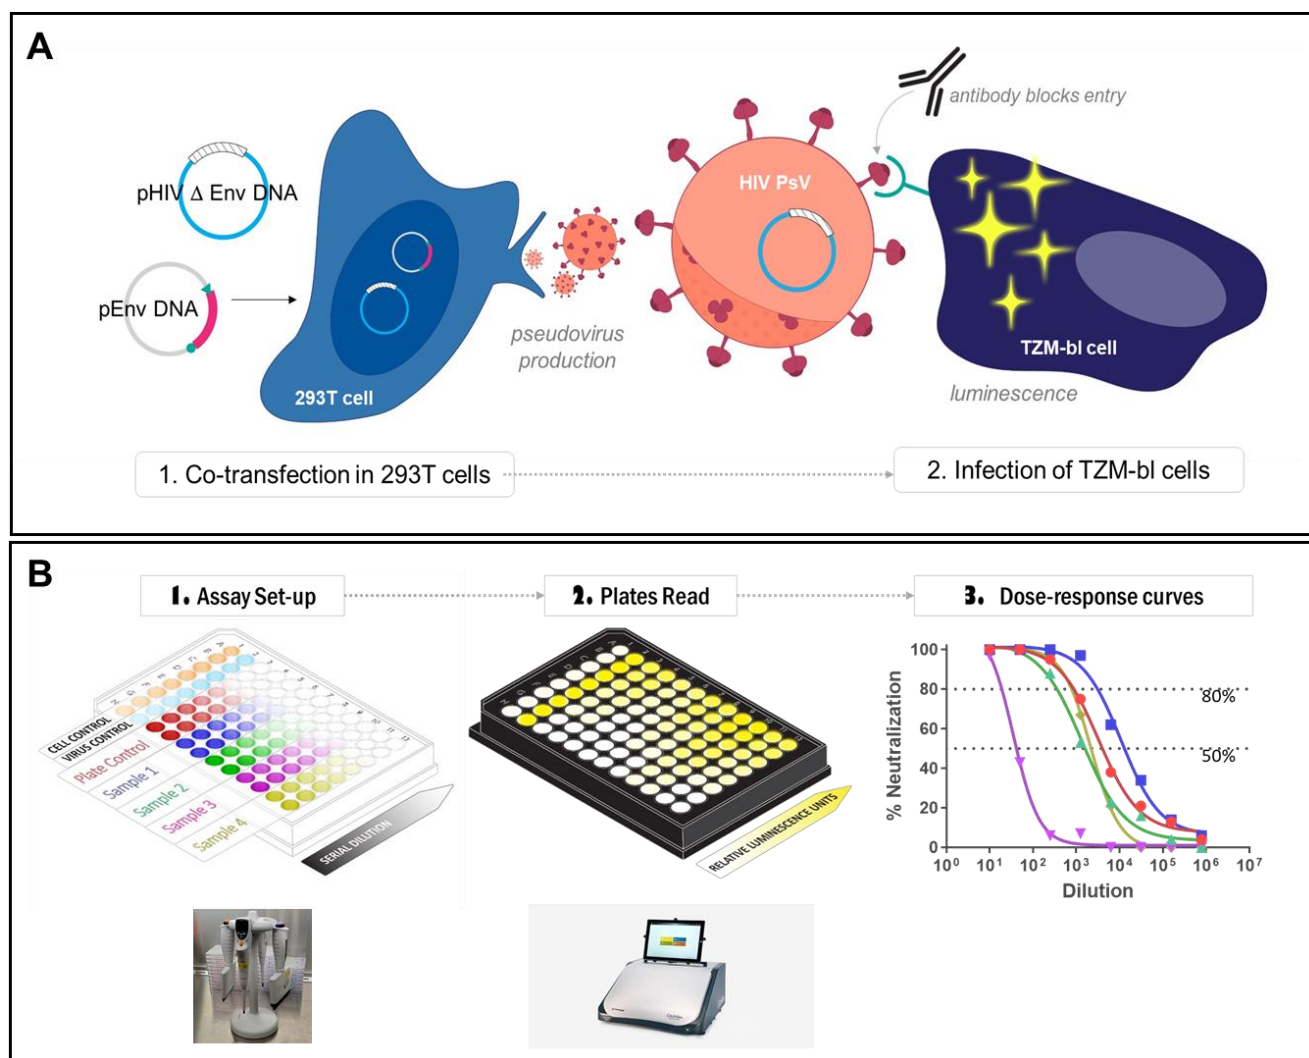 A
pHIV Δ Env DNA
pEnv DNA
293T cell
pseudovirus
production
HIV PsV
antibody blocks entry
TZM-bl cell
luminescence
1. Co-transfection in 293T cells
2. Infection of TZM-bl cells
B
1. Assay Set-up
2. Plates Read
3. Dose-response curves
CELL CONTROL
VIRUS CONTROL
Plate Control
Sample 1
Sample 2
Sample 3
Sample 4
SERIAL DILUTION
RELATIVE LUMINESCENCE UNITS
% Neutralization
100
80
60
40
20
0
80%
50%
10⁰ 10¹ 10² 10³ 10⁴ 10⁵ 10⁶ 10⁷
Dilution